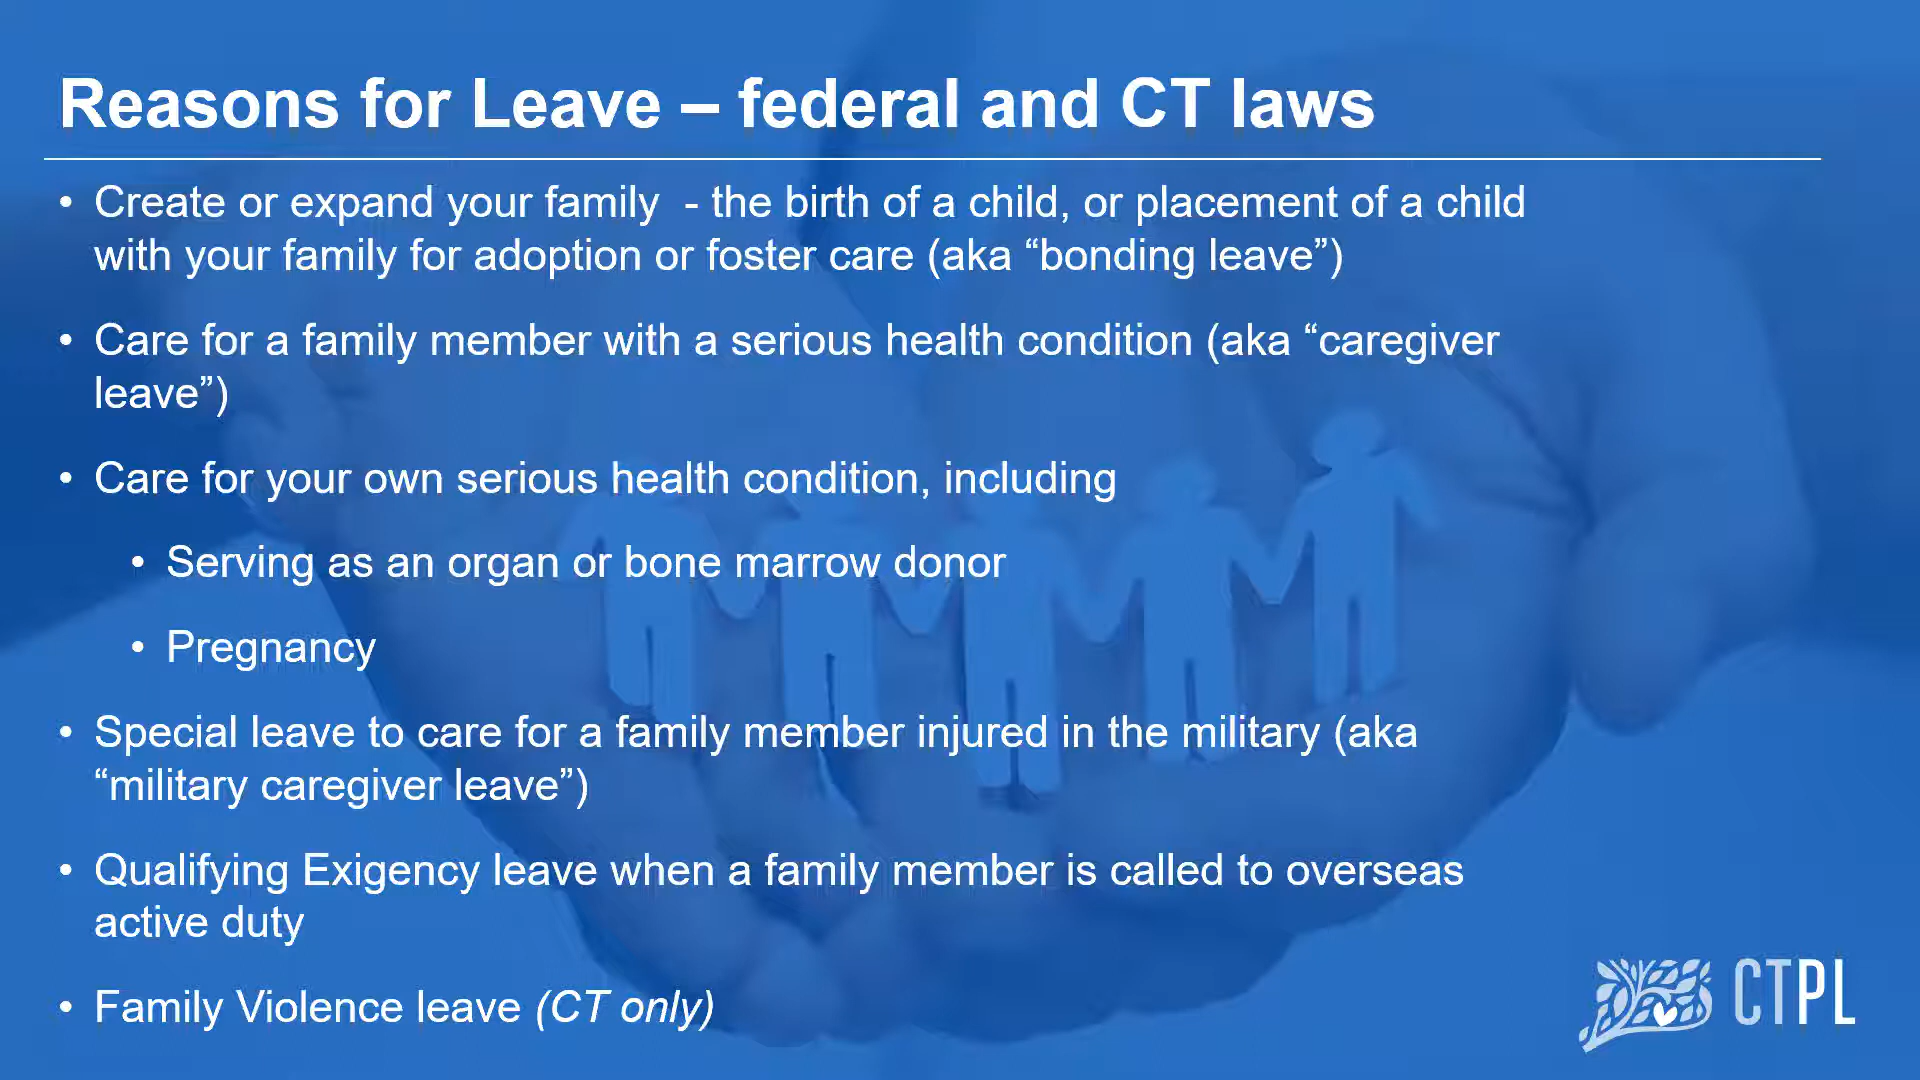 Reasons for Leave – federal and CT laws
• Create or expand your family  - the birth of a child, or placement of a child
with your family for adoption or foster care (aka “bonding leave”)
• Care for a family member with a serious health condition (aka “caregiver
leave”)
• Care for your own serious health condition, including
• Serving as an organ or bone marrow donor
• Pregnancy
• Special leave to care for a family member injured in the military (aka
“military caregiver leave”)
• Qualifying Exigency leave when a family member is called to overseas
active duty
• Family Violence leave (CT only)
CTPL